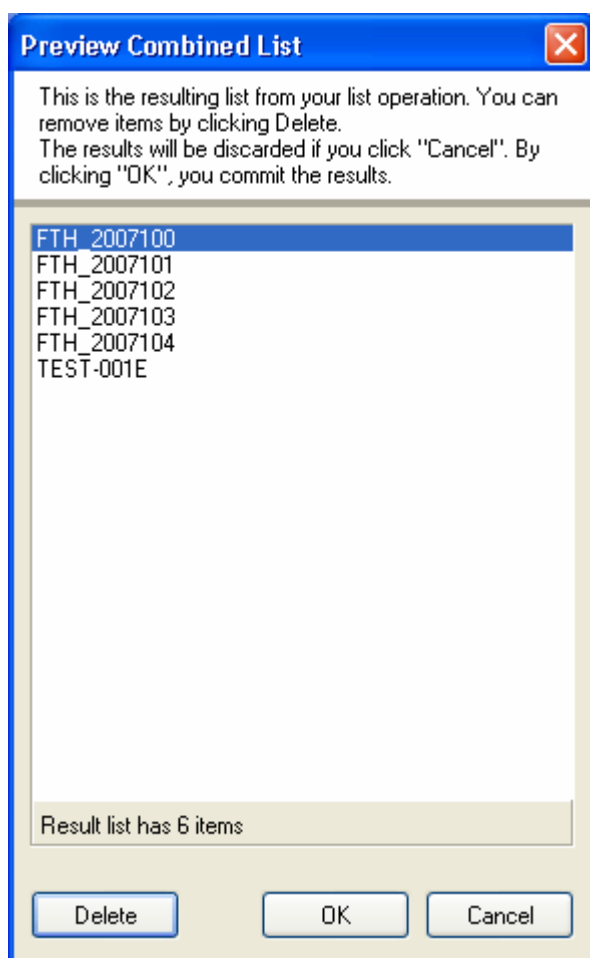 Preview Combined List
This is the resulting list from your list operation. You can
remove items by clicking Delete.
The results will be discarded if you click "Cancel". By
clicking "OK", you commit the results.
FTH_2007100
FTH_2007101
FTH_2007102
FTH_2007103
FTH_2007104
TEST-001E
Result list has 6 items
Delete OK Cancel